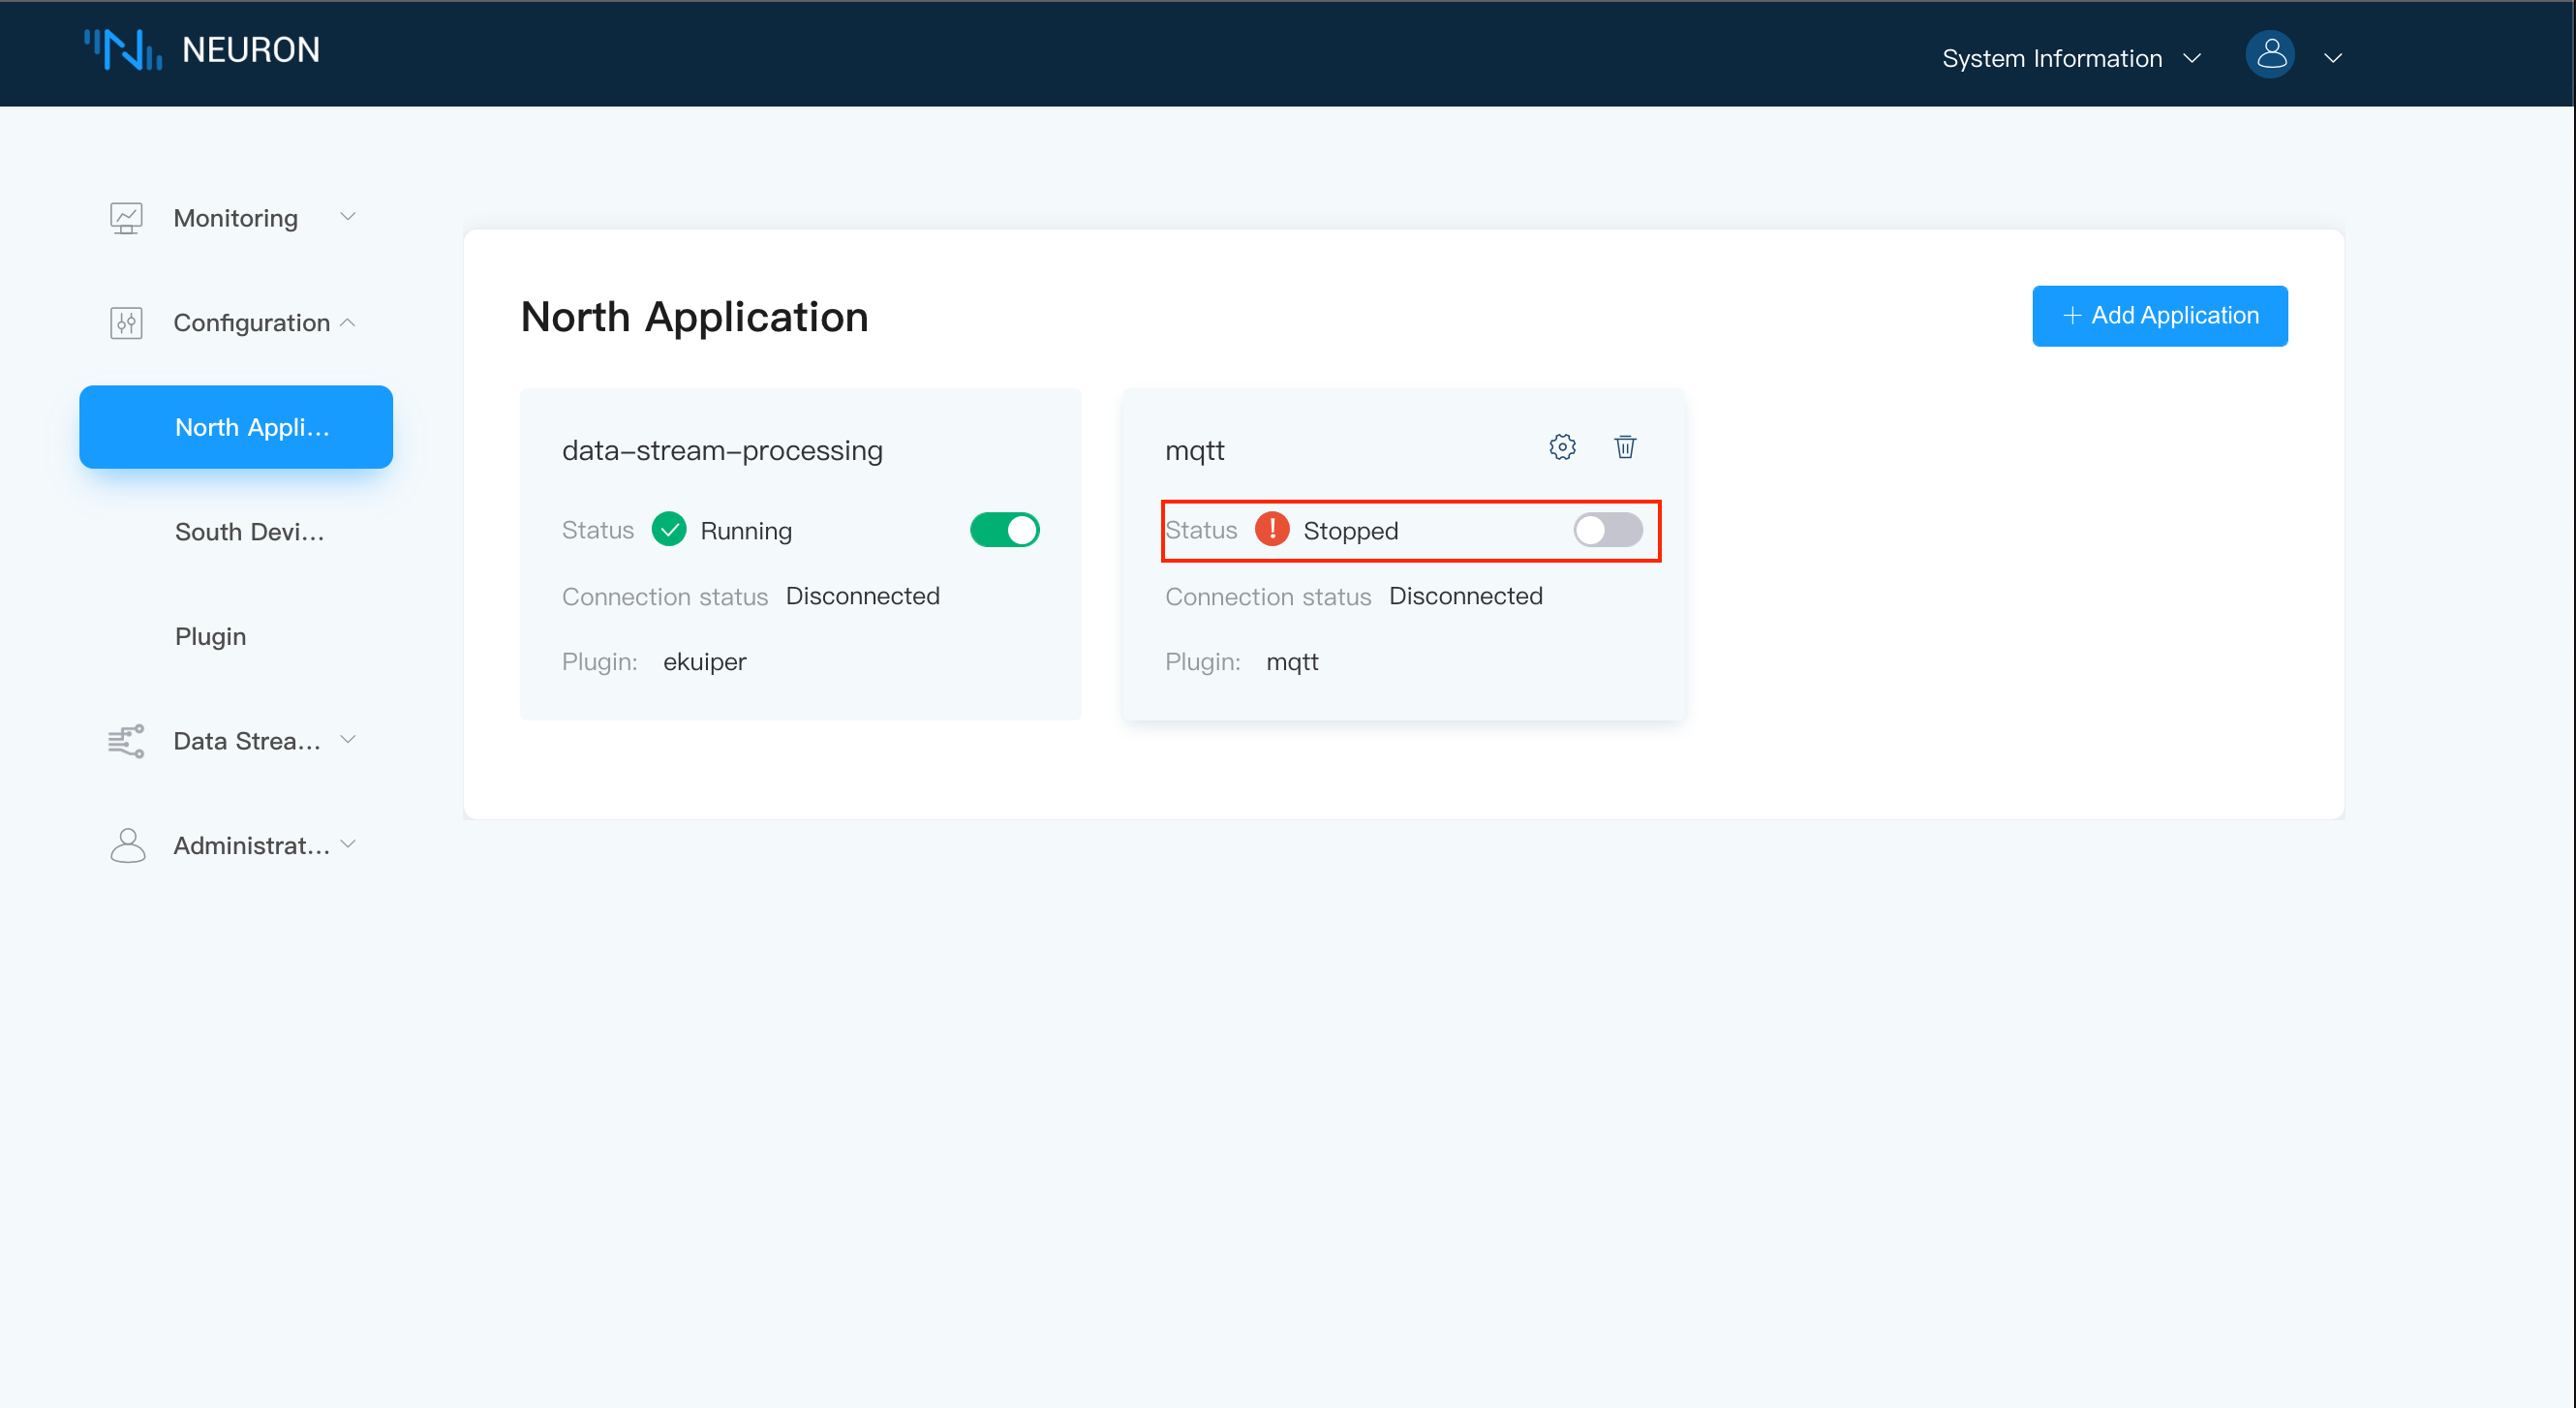 NEURON
System Information
Monitoring
Configuration
North Appli...
South Devi...
Plugin
Data Strea...
Administrat...
North Application
+ Add Application
data-stream-processing
Status Running
Connection status Disconnected
Plugin: ekuiper
mqtt
Status Stopped
Connection status Disconnected
Plugin: mqtt